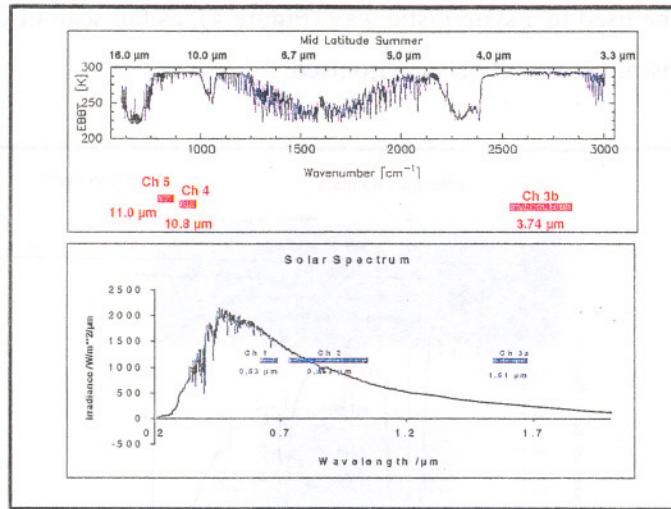 Mid Latitude Summer
16.0 µm 10.0 µm 6.7 µm 5.0 µm 4.0 µm 3.3 µm
EBBT [K]
300
250
200
1000 1500 2000 2500 3000
Wavenumber [cm⁻¹]
Ch 5
Ch 4
Ch 3b
11.0 µm
10.8 µm
3.74 µm
Solar Spectrum
Irradiance /W/m**2/µm
2500
2000
1500
1000
500
0
-500
Ch 1 Ch 2 Ch 3a
0,63 µm 1,61 µm
0.2 0.7 1.2 1.7
Wavelength /µm